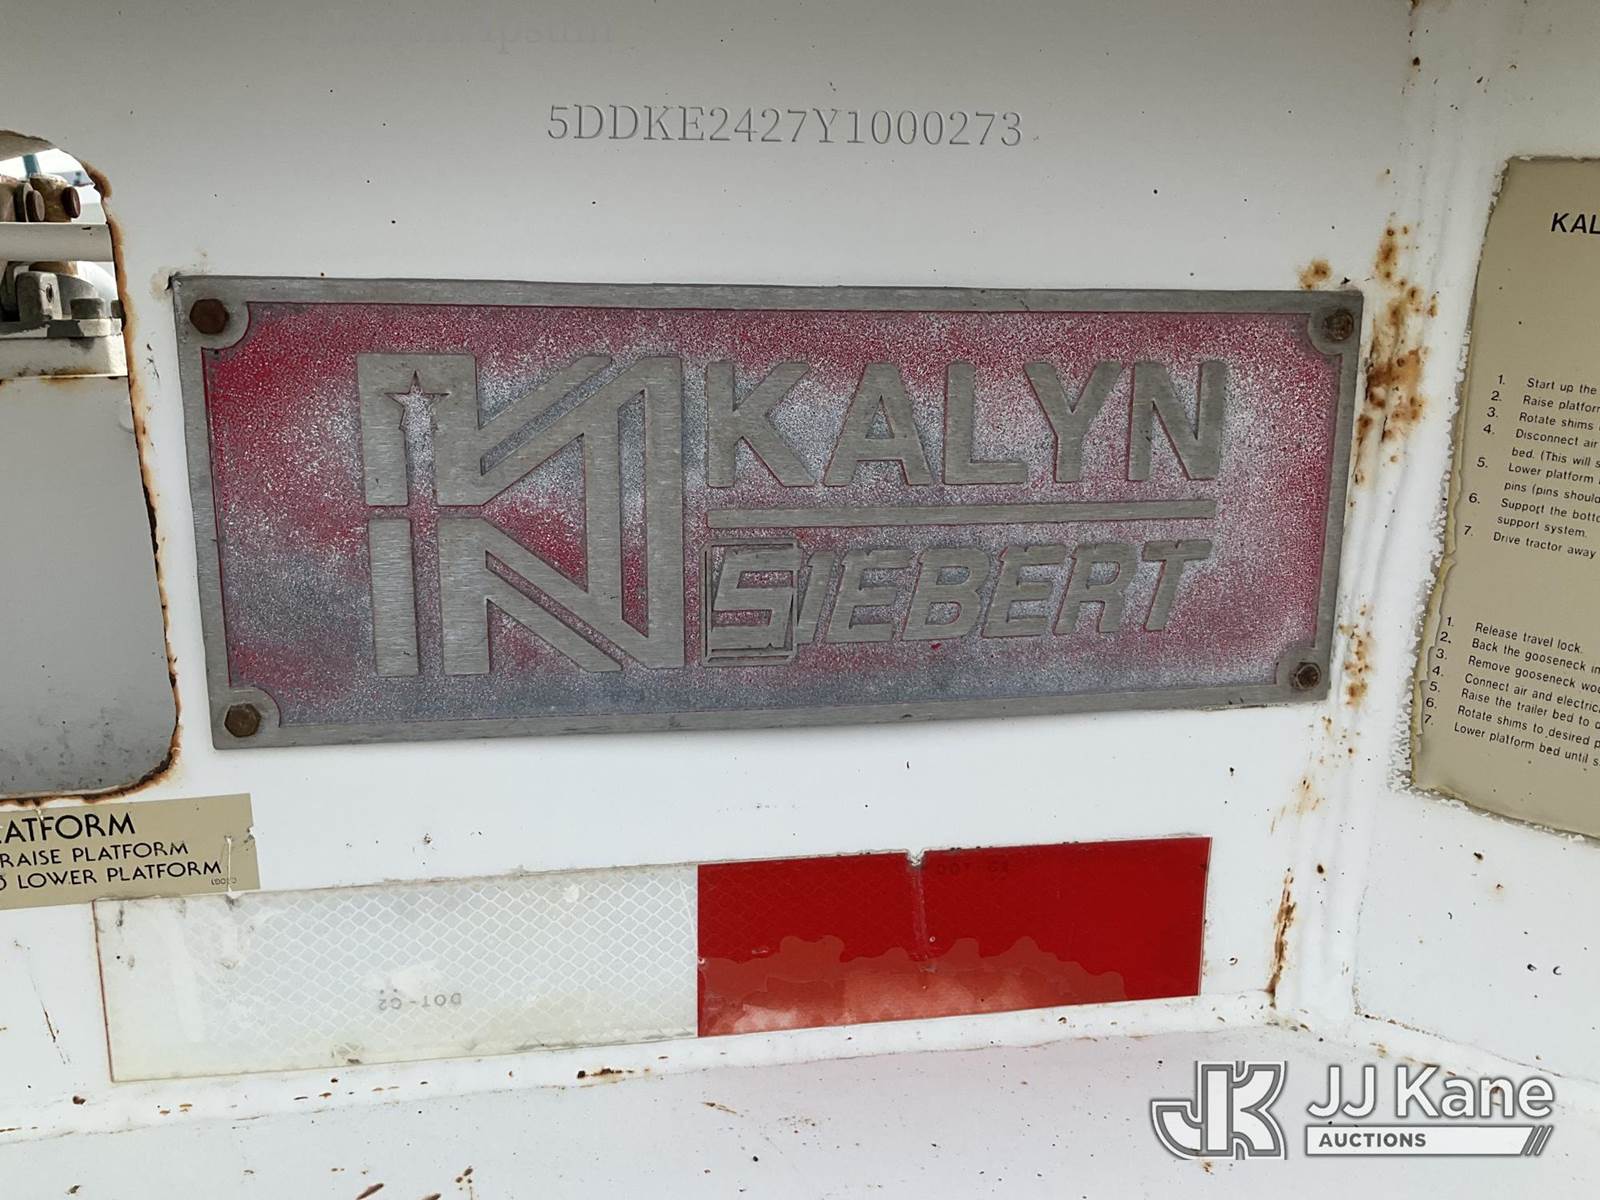 5DDKE2427Y1000273
KALYN
SIEBERT
KAL
1. Start up the
2. Raise platfor
3. Rotate shims
4. Disconnect air
bed. (This will s
5. Lower platform
pins (pins should
6. Support the botto
support system.
7. Drive tractor away
1. Release travel lock.
2. Back the gooseneck in
3. Remove gooseneck wo
4. Connect air and electrica
5. Raise the trailer bed to d
6. Rotate shims to desired p
7. Lower platform bed until s
ATFORM
RAISE PLATFORM
O LOWER PLATFORM
DOT-C2
DOT-C2
JJ Kane
AUCTIONS